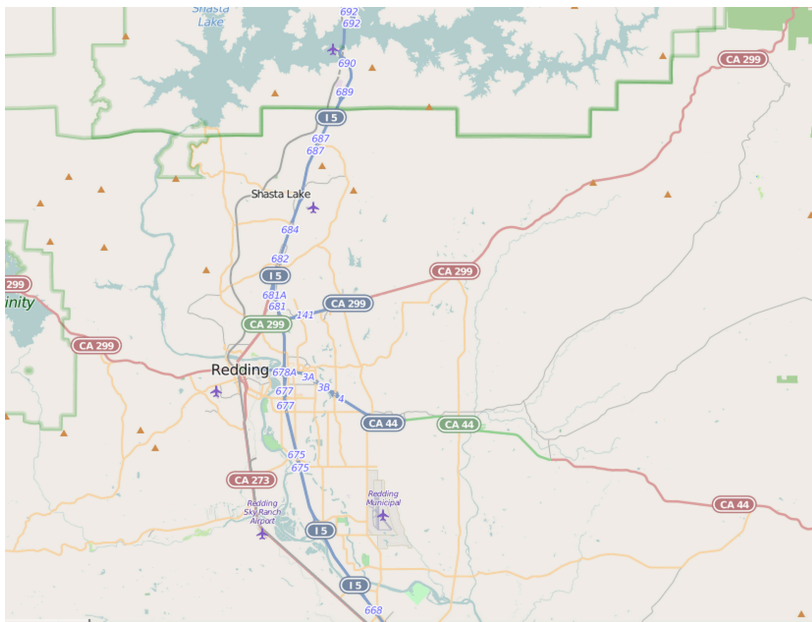 Shasta
Lake
692
692
690
CA 299
689
I 5
687
687
Shasta Lake
684
682
CA 299
I 5
299
681A
CA 299
681
inity
141
CA 299
CA 299
Redding
678A
3A
3B
677
4
677
CA 44
CA 44
675
675
CA 273
Redding
Municipal
Redding
Sky Ranch
Airport
CA 44
I 5
I 5
668